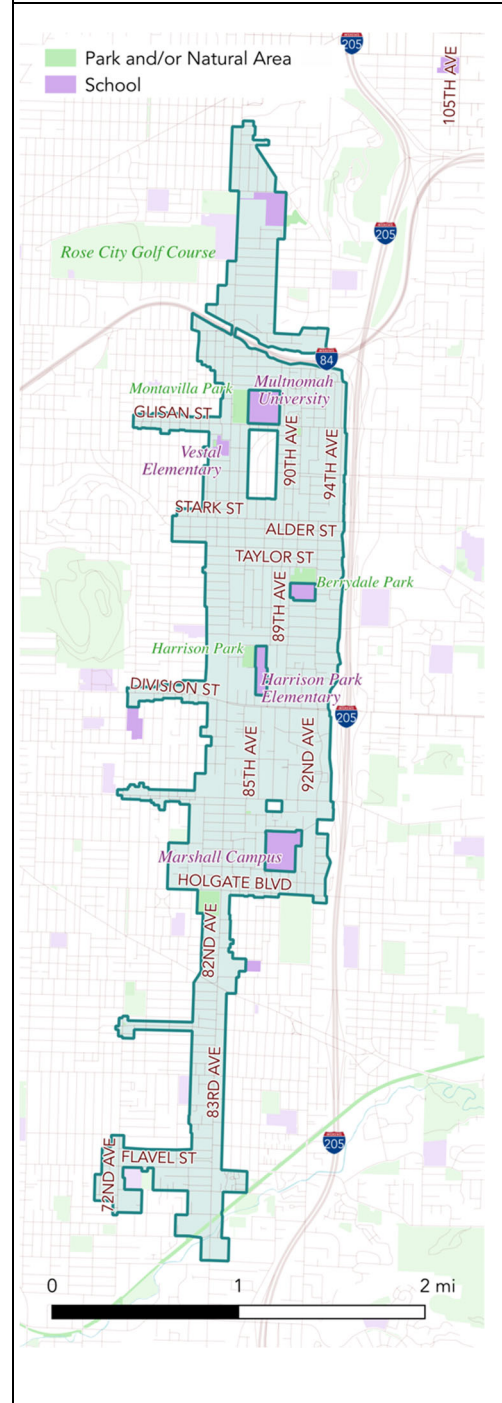 205
Park and/or Natural Area
School
105TH AVE
205
Rose City Golf Course
84
Montavilla Park
Multnomah
University
GLISAN ST
90TH AVE
94TH AVE
Vestal
Elementary
STARK ST
ALDER ST
TAYLOR ST
89TH AVE
Berrydale Park
Harrison Park
Harrison Park
Elementary
DIVISION ST
205
85TH AVE
92ND AVE
Marshall Campus
HOLGATE BLVD
82ND AVE
83RD AVE
205
72ND AVE
FLAVEL ST
0 1 2 mi